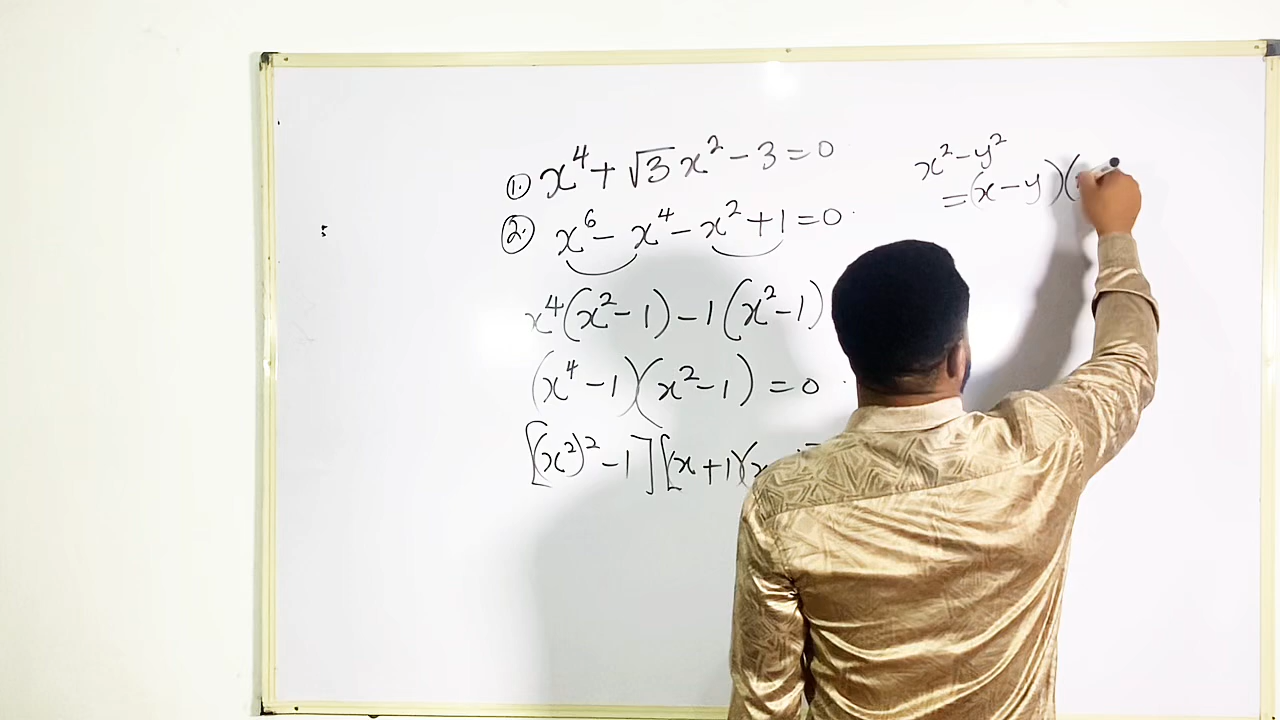 1. x⁴ + √3 x² - 3 = 0
2. x⁶ - x⁴ - x² + 1 = 0
x⁴(x² - 1) - 1(x² - 1)
(x⁴ - 1)(x² - 1) = 0
[(x²)² - 1][(x + 1)(x
x² - y²
= (x - y)(